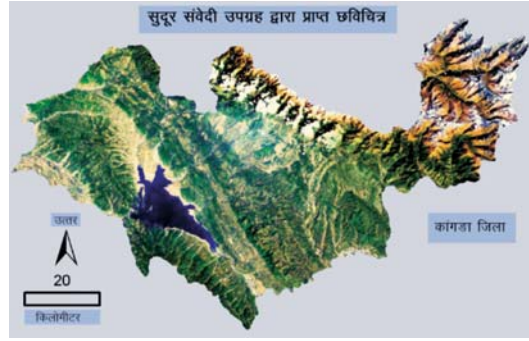 सुदूर संवेदी उपग्रह द्वारा प्राप्त छविचित्र
कांगडा जिला
उत्तर
20
किलोमीटर